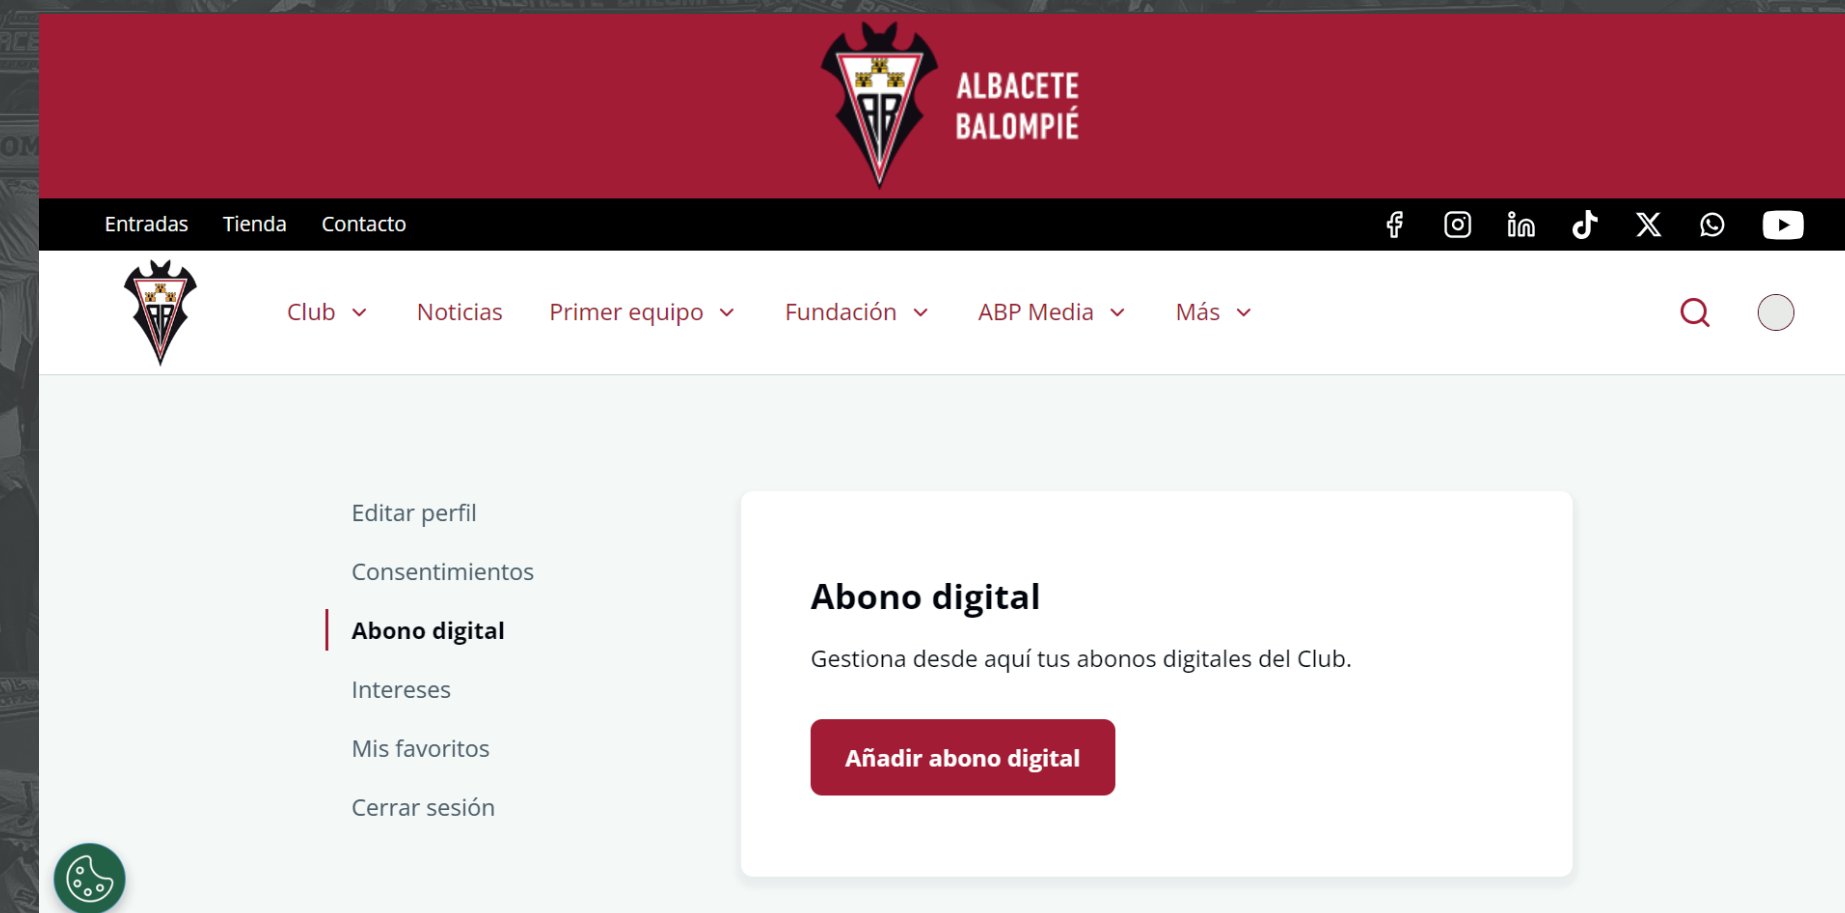 ALBACETE
BALOMPIÉ
Entradas Tienda Contacto
Club Noticias Primer equipo Fundación ABP Media Más
Editar perfil
Consentimientos
Abono digital
Intereses
Mis favoritos
Cerrar sesión
Abono digital
Gestiona desde aquí tus abonos digitales del Club.
Añadir abono digital